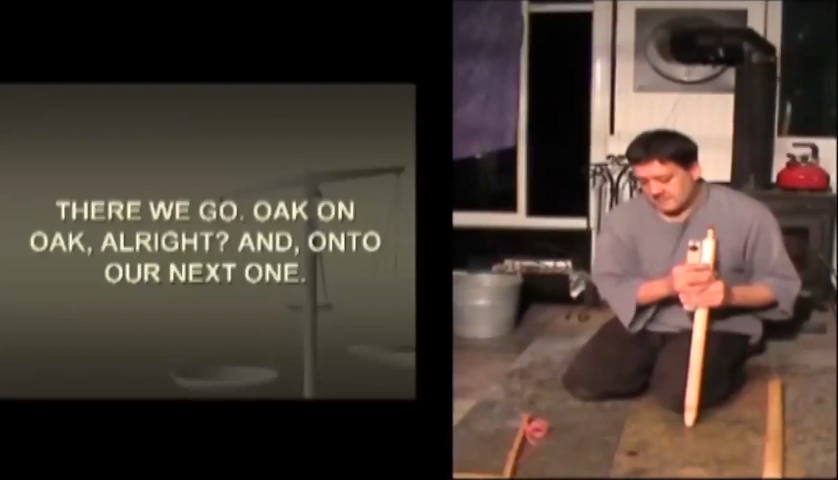 THERE WE GO. OAK ON
OAK, ALRIGHT? AND, ONTO
OUR NEXT ONE.